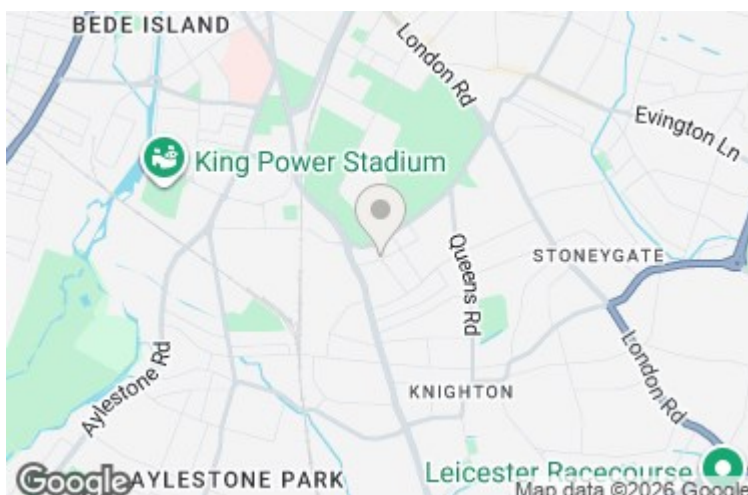 BEDE ISLAND
London Rd
Evington Ln
King Power Stadium
Queens Rd
STONEYGATE
Aylestone Rd
London Rd
KNIGHTON
Google
AYLESTONE PARK
Leicester Racecourse
Map data ©2026 Google